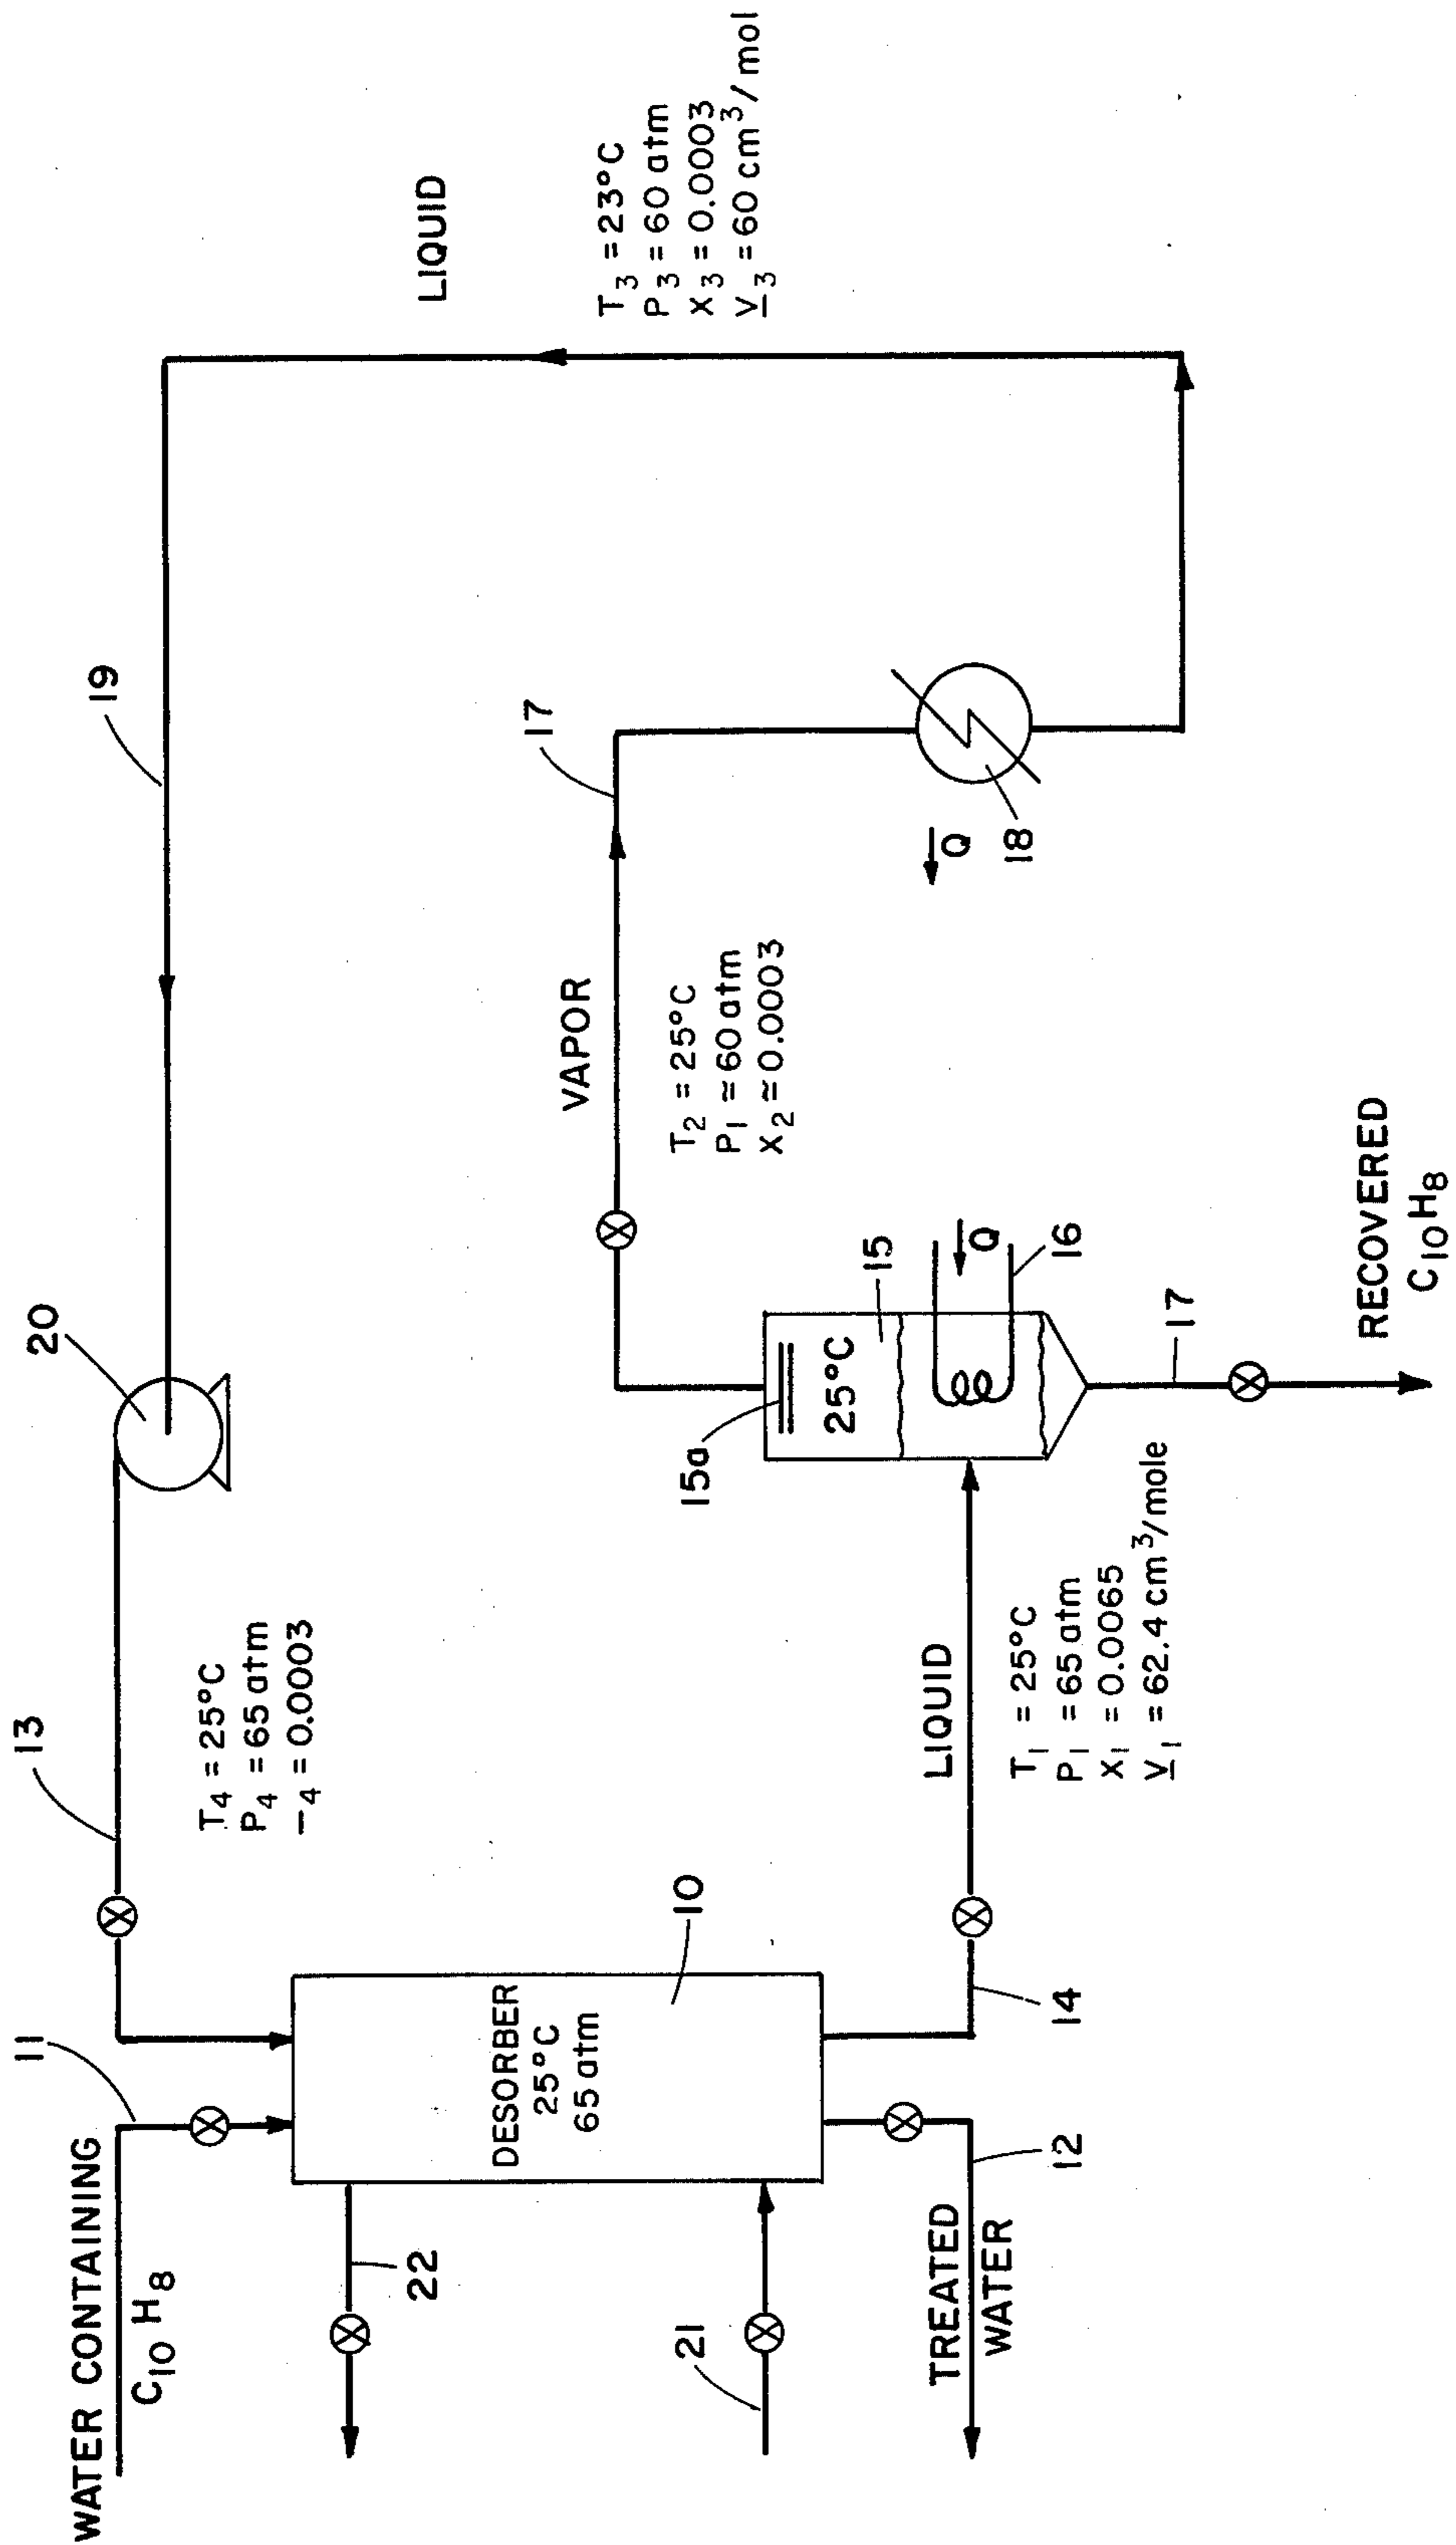 WATER CONTAINING
C₁₀H₈
11
13
T₄ = 25°C
P₄ = 65 atm
–₄ = 0.0003
20
19
22
21
DESORBER
25°C
65 atm
10
TREATED
WATER
12
14
LIQUID
T₁ = 25°C
P₁ = 65 atm
X₁ = 0.0065
V₁ = 62.4 cm³/mole
15a
25°C
15
Q
16
17
RECOVERED
C₁₀H₈
VAPOR
T₂ = 25°C
P₁ ≃ 60 atm
X₂ ≃ 0.0003
17
Q
18
LIQUID
T₃ = 23°C
P₃ = 60 atm
X₃ = 0.0003
V₃ = 60 cm³/mol